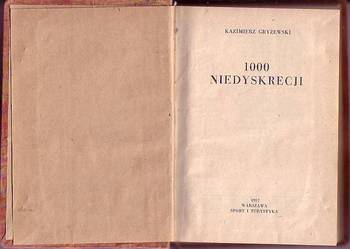 KAZIMIERZ GRYŻEWSKI
1000
NIEDYSKRECJI
1957
WARSZAWA
SPORT I TURYSTYKA